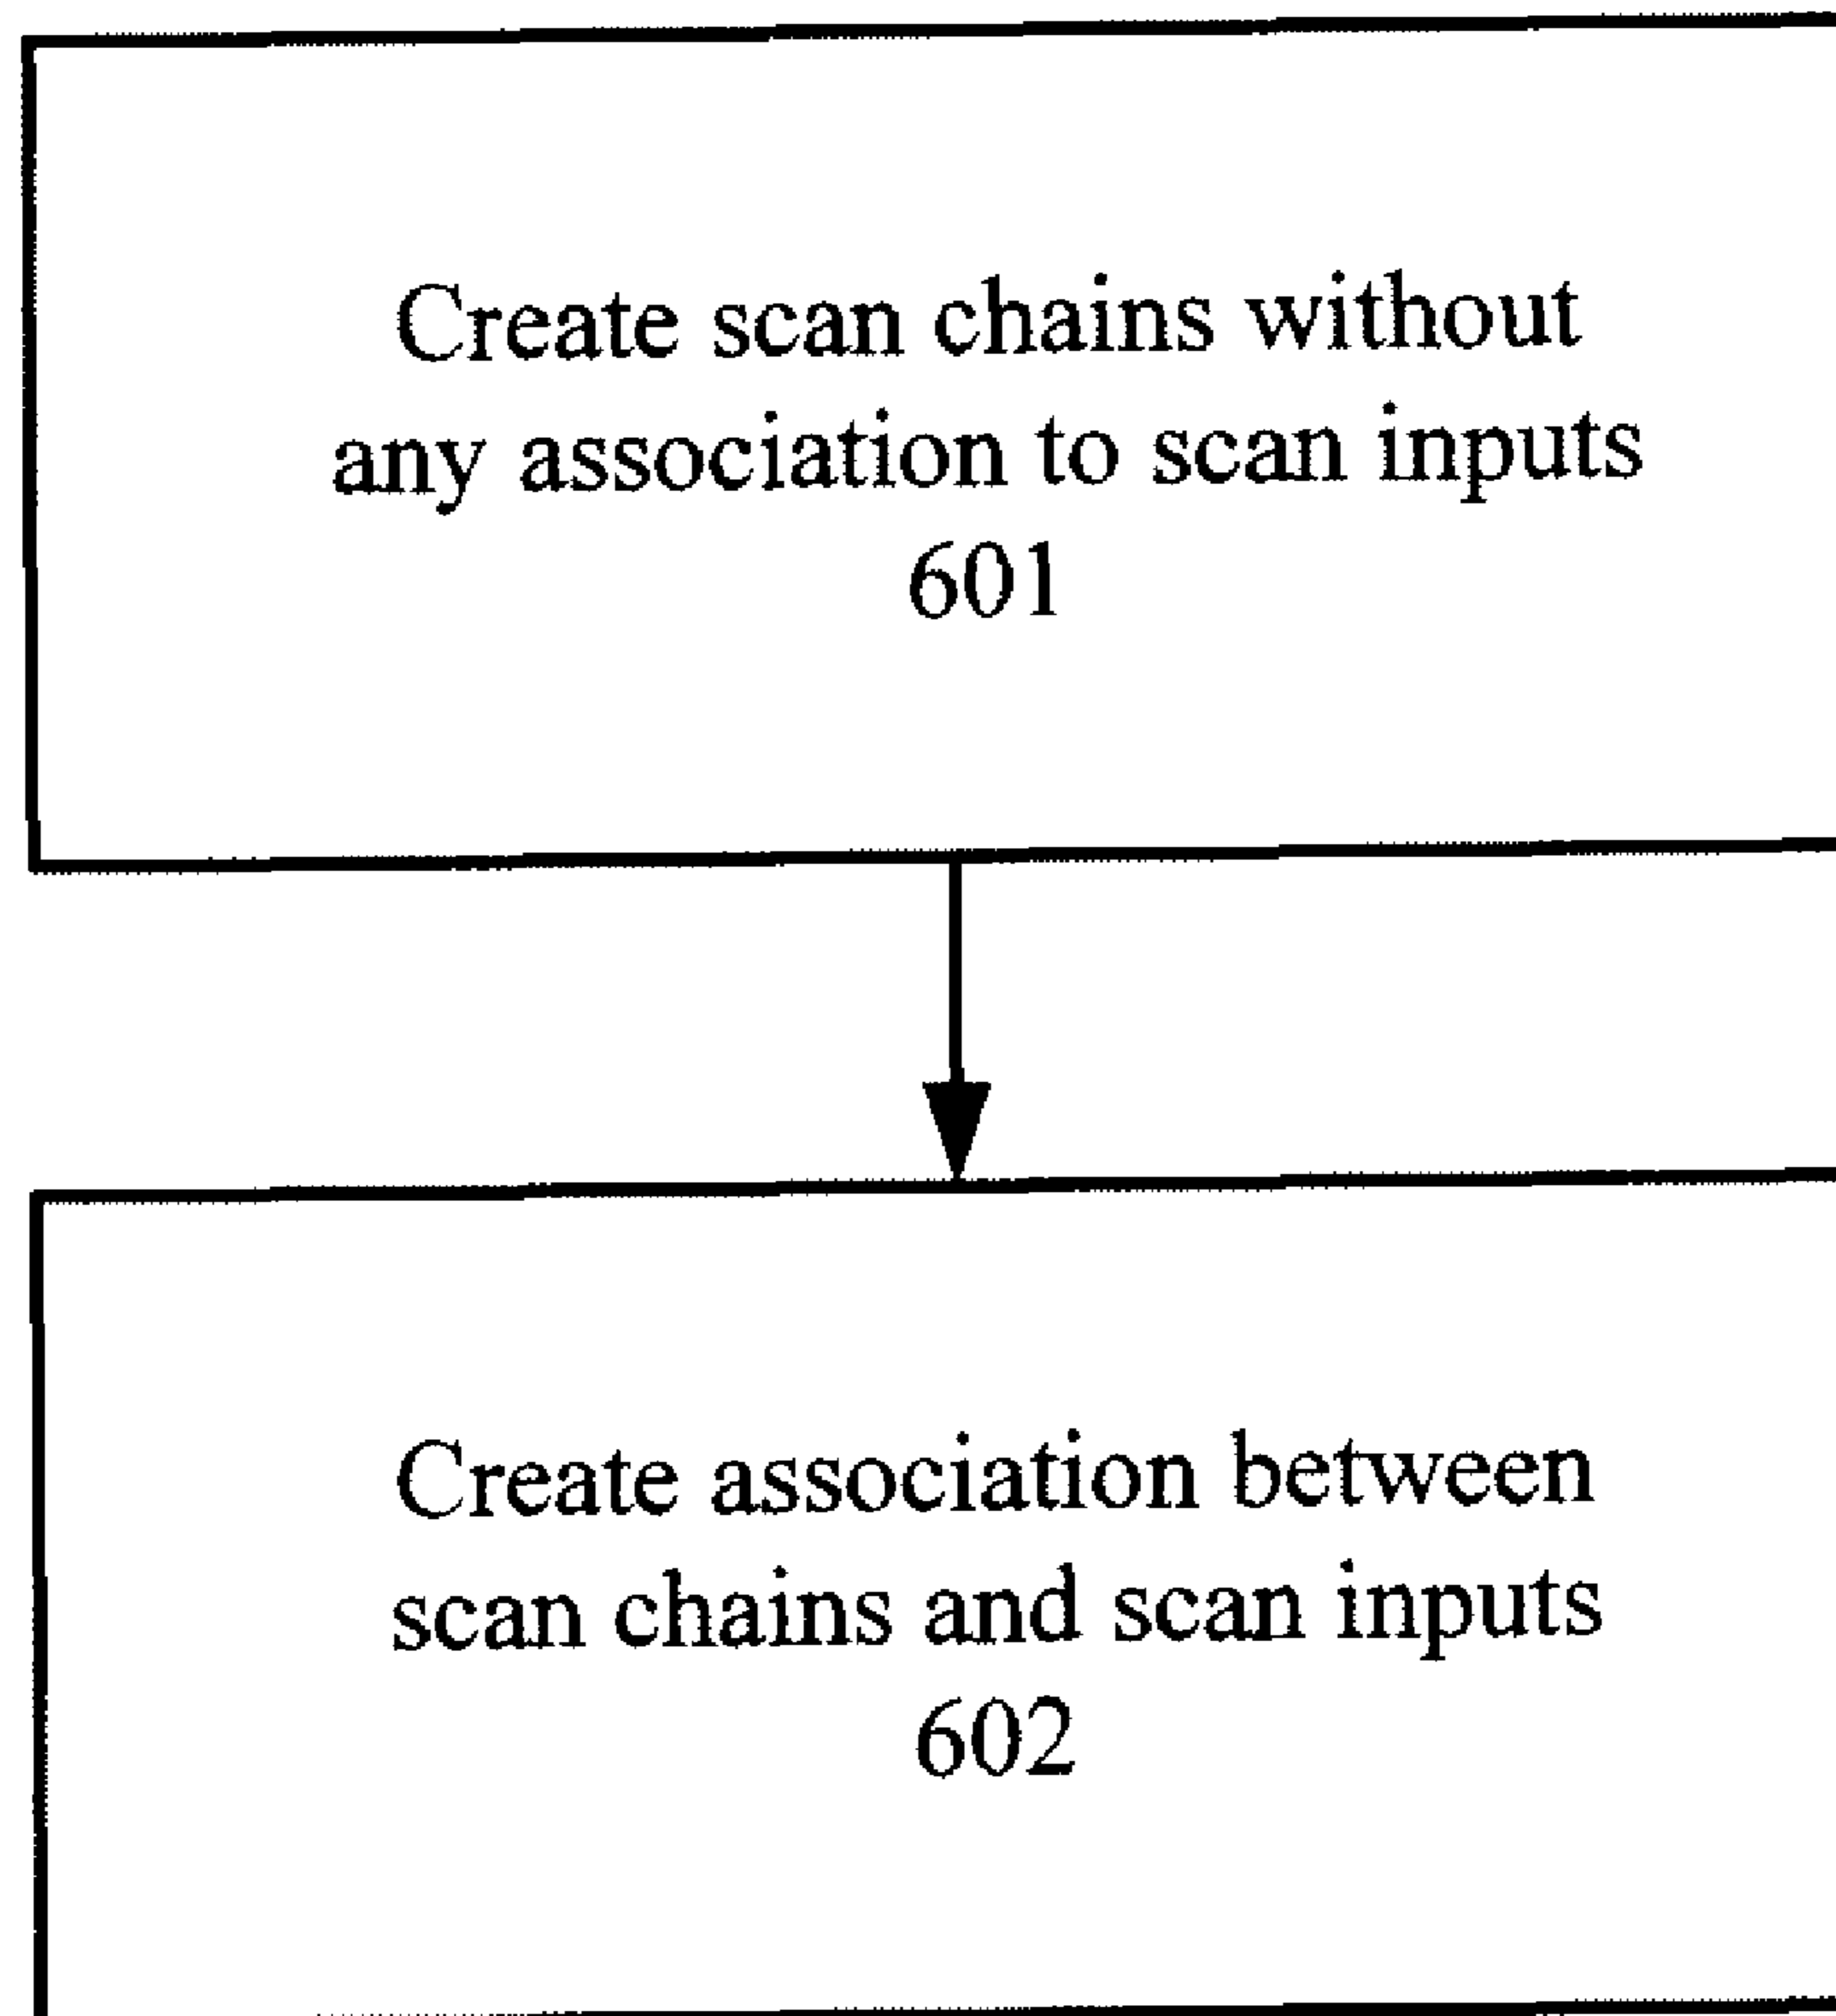 Create scan chains without
any association to scan inputs
601
Create association between
scan chains and scan inputs
602